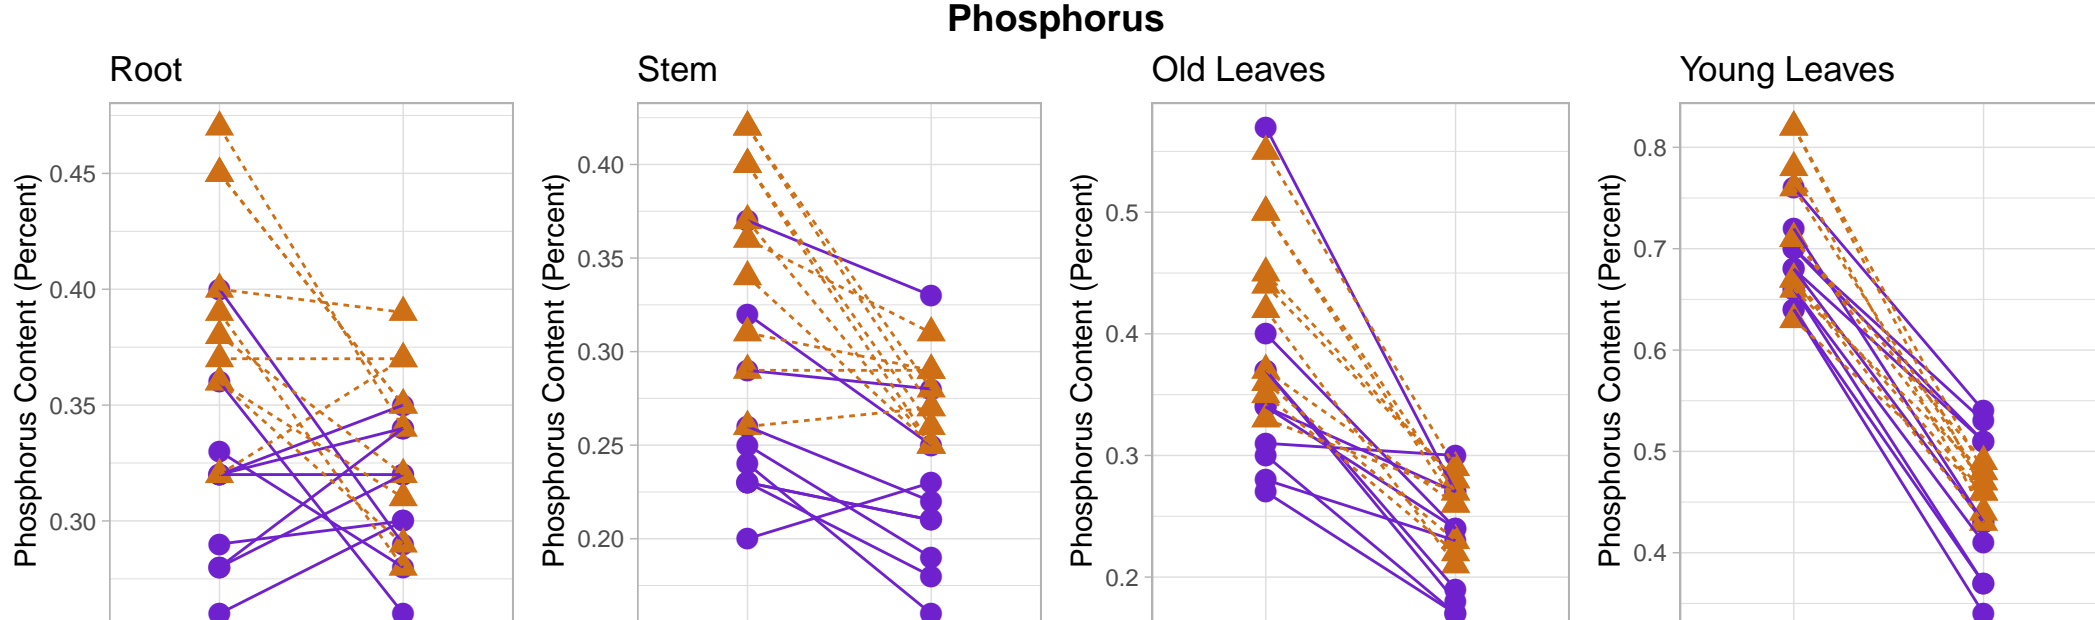 Phosphorus
Root
Stem
Old Leaves
Young Leaves
Phosphorus Content (Percent)
0.45
0.40
0.35
0.30
Phosphorus Content (Percent)
0.40
0.35
0.30
0.25
0.20
Phosphorus Content (Percent)
0.5
0.4
0.3
0.2
Phosphorus Content (Percent)
0.8
0.7
0.6
0.5
0.4